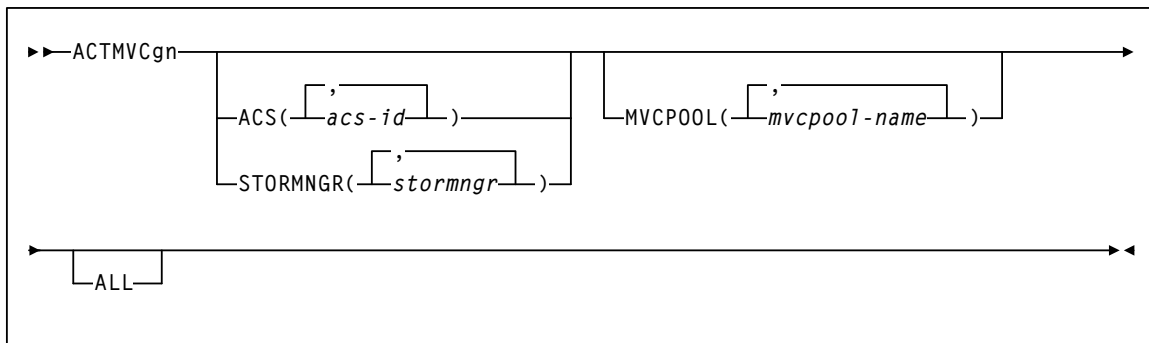 ACTMVCgn
,
ACS( acs-id )
,
STORMNGR( stormngr )
,
MVCPOOL( mvcpool-name )
ALL